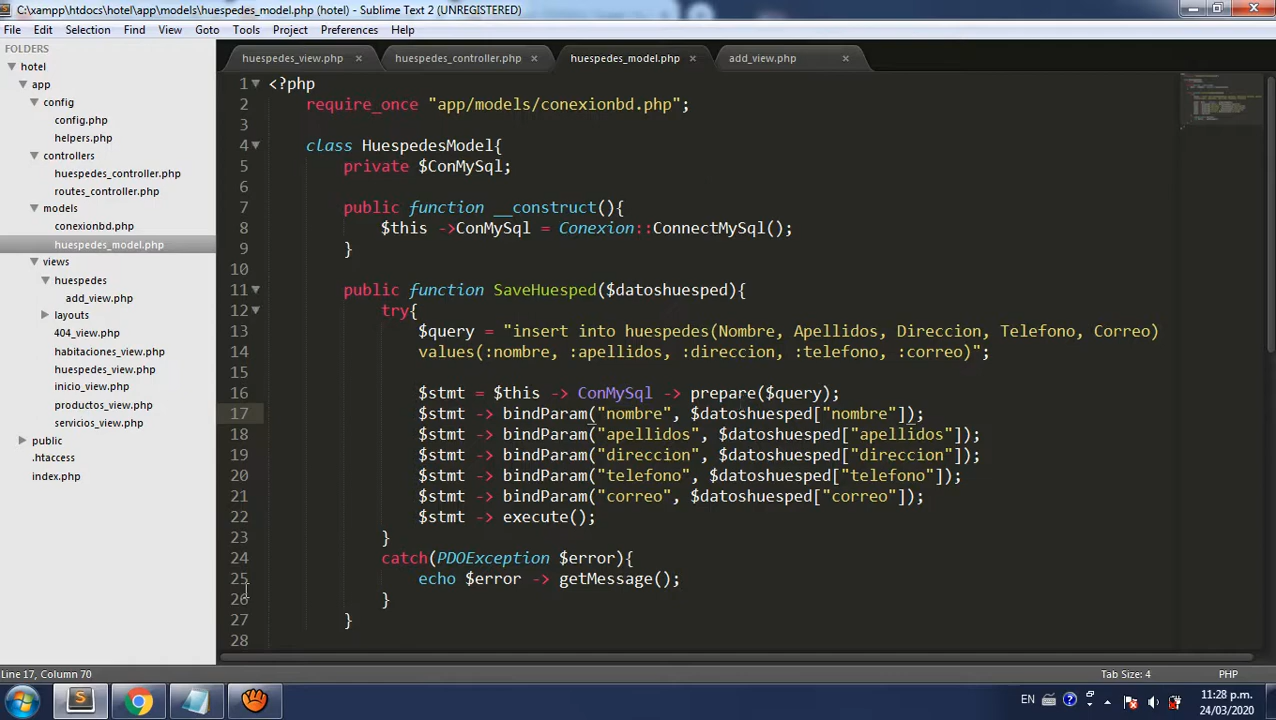 C:\xampp\htdocs\hotel\app\models\huespedes_model.php (hotel) - Sublime Text 2 (UNREGISTERED)
File Edit Selection Find View Goto Tools Project Preferences Help
FOLDERS
hotel
app
config
config.php
helpers.php
controllers
huespedes_controller.php
routes_controller.php
models
conexionbd.php
huespedes_model.php
views
huespedes
add_view.php
layouts
404_view.php
habitaciones_view.php
huespedes_view.php
inicio_view.php
productos_view.php
servicios_view.php
public
.htaccess
index.php
huespedes_view.php × huespedes_controller.php × huespedes_model.php × add_view.php ×
1 <?php
2 require_once "app/models/conexionbd.php";
3
4 class HuespedesModel{
5 private $ConMySql;
6
7 public function __construct(){
8 $this ->ConMySql = Conexion::ConnectMySql();
9 }
10
11 public function SaveHuesped($datoshuesped){
12 try{
13 $query = "insert into huespedes(Nombre, Apellidos, Direccion, Telefono, Correo)
14 values(:nombre, :apellidos, :direccion, :telefono, :correo)";
15
16 $stmt = $this -> ConMySql -> prepare($query);
17 $stmt -> bindParam("nombre", $datoshuesped["nombre"]);
18 $stmt -> bindParam("apellidos", $datoshuesped["apellidos"]);
19 $stmt -> bindParam("direccion", $datoshuesped["direccion"]);
20 $stmt -> bindParam("telefono", $datoshuesped["telefono"]);
21 $stmt -> bindParam("correo", $datoshuesped["correo"]);
22 $stmt -> execute();
23 }
24 catch(PDOException $error){
25 echo $error -> getMessage();
26 }
27 }
28
Line 17, Column 70 Tab Size: 4 PHP
EN 11:28 p.m.
24/03/2020